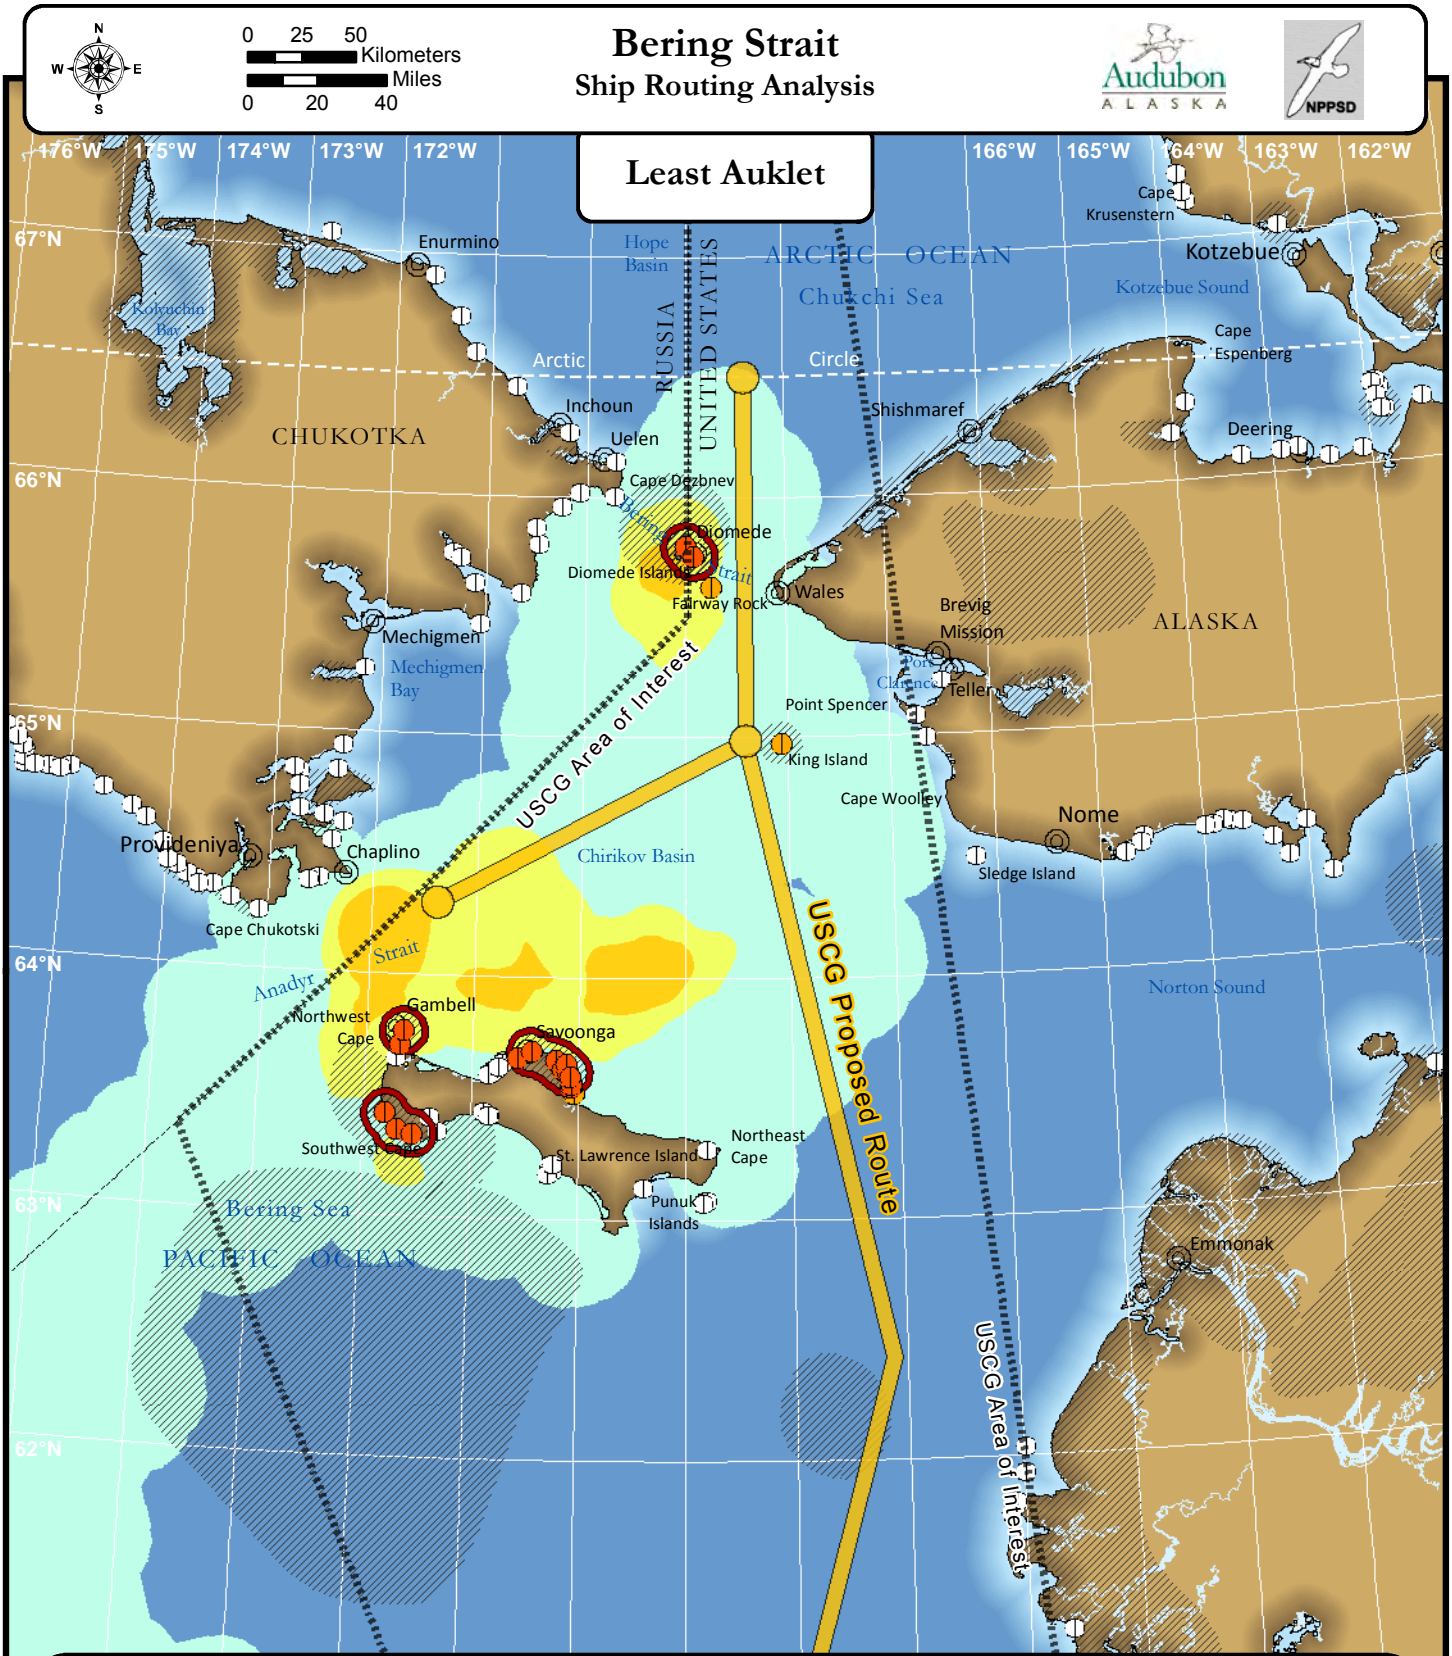 N
W
E
S
0 25 50
Kilometers
Miles
0 20 40
Bering Strait
Ship Routing Analysis
Audubon
ALASKA
NPPSD
Least Auklet
176°W
175°W
174°W
173°W
172°W
166°W
165°W
164°W
163°W
162°W
67°N
66°N
65°N
64°N
63°N
62°N
Cape
Krusenstern
Kotzebue
Kotzebue Sound
Enurmino
Hope
Basin
RUSSIA
UNITED STATES
ARCTIC OCEAN
Chukchi Sea
Kolyuchin
Bay
Cape
Espenberg
Arctic
Circle
Inchoun
Shishmaref
CHUKOTKA
Uelen
Deering
Cape Dezhnev
Bering
Strait
Diomede
Diomede Islands
Fairway Rock
Wales
Brevig
Mission
ALASKA
Mechigmen
Mechigmen
Bay
Port
Clarence
Teller
Point Spencer
USCG Area of Interest
King Island
Cape Woolley
Nome
Provideniya
Chaplino
Chirikov Basin
Sledge Island
Cape Chukotski
Anadyr
Strait
USCG Proposed Route
Norton Sound
Northwest
Cape
Gambell
Savoonga
Southwest Cape
St. Lawrence Island
Northeast
Cape
Punuk
Islands
Bering Sea
PACIFIC OCEAN
Emmonak
USCG Area of Interest